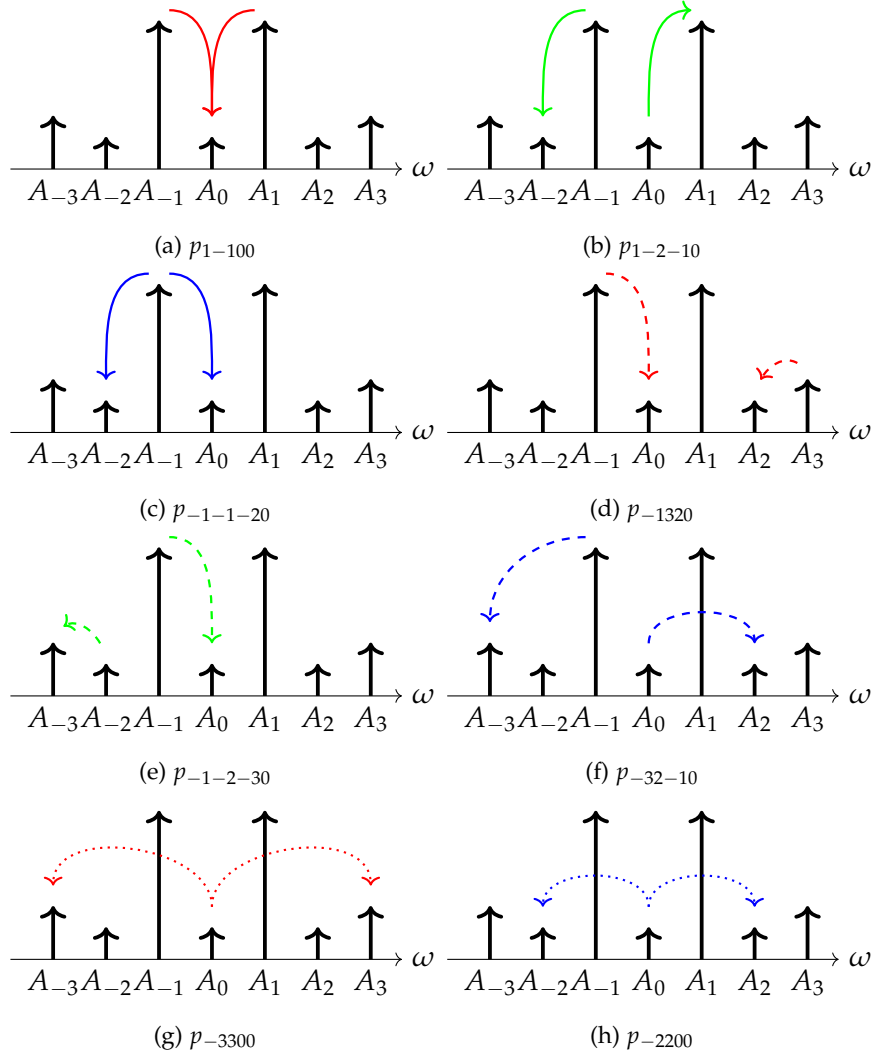 ω ω
A₋₃ A₋₂ A₋₁ A₀ A₁ A₂ A₃ A₋₃ A₋₂ A₋₁ A₀ A₁ A₂ A₃
(a) p₁₋₁₀₀ (b) p₁₋₂₋₁₀
ω ω
A₋₃ A₋₂ A₋₁ A₀ A₁ A₂ A₃ A₋₃ A₋₂ A₋₁ A₀ A₁ A₂ A₃
(c) p₋₁₋₁₋₂₀ (d) p₋₁₃₂₀
ω ω
A₋₃ A₋₂ A₋₁ A₀ A₁ A₂ A₃ A₋₃ A₋₂ A₋₁ A₀ A₁ A₂ A₃
(e) p₋₁₋₂₋₃₀ (f) p₋₃₂₋₁₀
ω ω
A₋₃ A₋₂ A₋₁ A₀ A₁ A₂ A₃ A₋₃ A₋₂ A₋₁ A₀ A₁ A₂ A₃
(g) p₋₃₃₀₀ (h) p₋₂₂₀₀